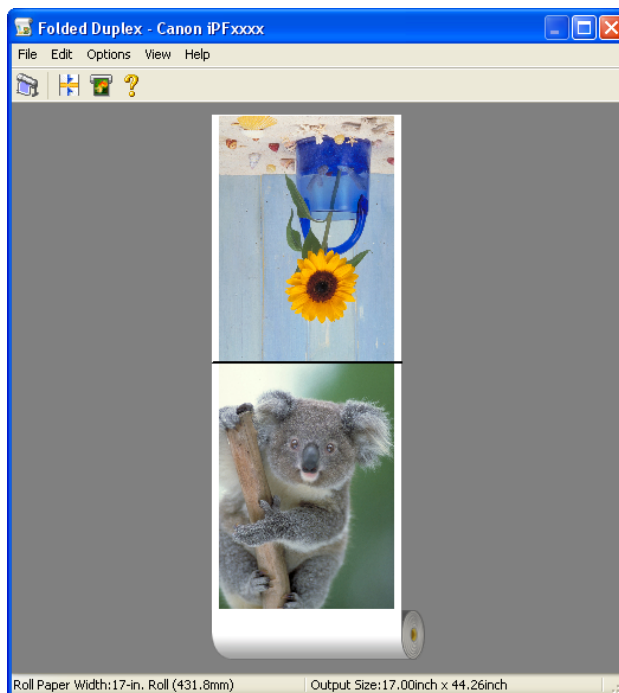 Folded Duplex - Canon iPFxxxx
File Edit Options View Help
Roll Paper Width:17-in. Roll (431.8mm) Output Size:17.00inch x 44.26inch